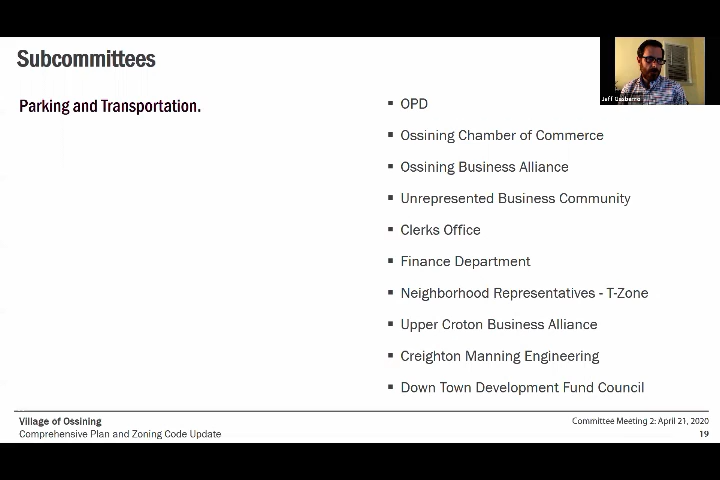 Subcommittees
Parking and Transportation.
▪ OPD
▪ Ossining Chamber of Commerce
▪ Ossining Business Alliance
▪ Unrepresented Business Community
▪ Clerks Office
▪ Finance Department
▪ Neighborhood Representatives - T-Zone
▪ Upper Croton Business Alliance
▪ Creighton Manning Engineering
▪ Down Town Development Fund Council
Jeff
Village of Ossining
Comprehensive Plan and Zoning Code Update
Committee Meeting 2: April 21, 2020
19